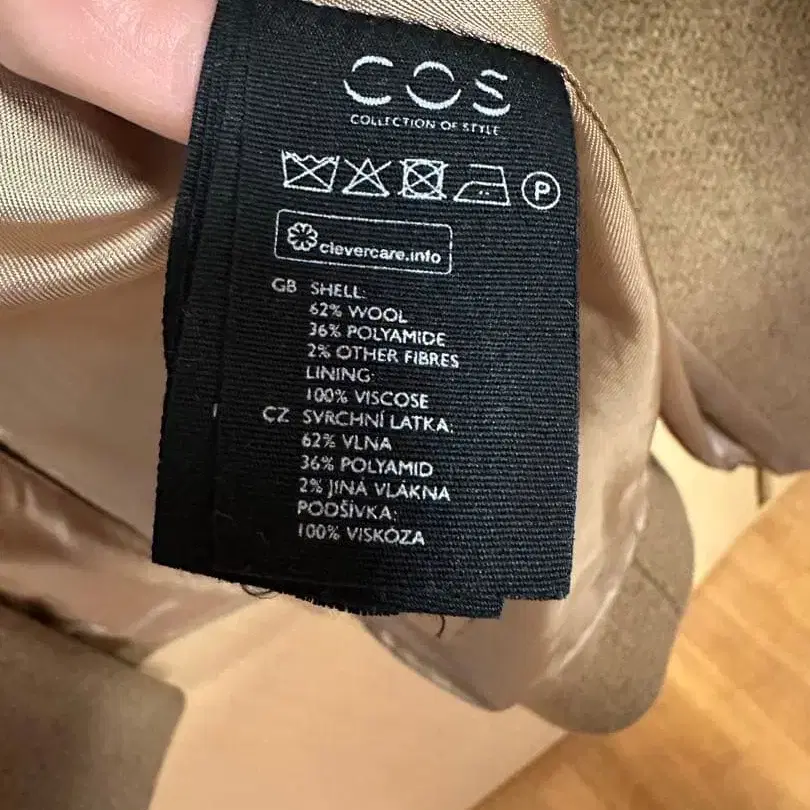 COS
COLLECTION OF STYLE
P
clevercare.info
GB SHELL:
62% WOOL
36% POLYAMIDE
2% OTHER FIBRES
LINING:
100% VISCOSE
CZ SVRCHNÍ LATKA:
62% VLNA
36% POLYAMID
2% JINÁ VLÁKNA
PODŠÍVKA:
100% VISKÓZA